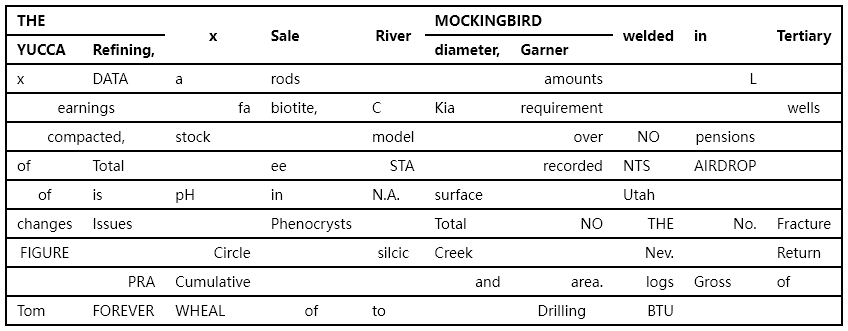 THE MOCKINGBIRD
x Sale River welded in Tertiary
YUCCA Refining, diameter, Garner
x DATA a rods amounts L
earnings fa biotite, C Kia requirement wells
compacted, stock model over NO pensions
of Total ee STA recorded NTS AIRDROP
of is pH in N.A. surface Utah
changes Issues Phenocrysts Total NO THE No. Fracture
FIGURE Circle silcic Creek Nev. Return
PRA Cumulative and area. logs Gross of
Tom FOREVER WHEAL of to Drilling BTU